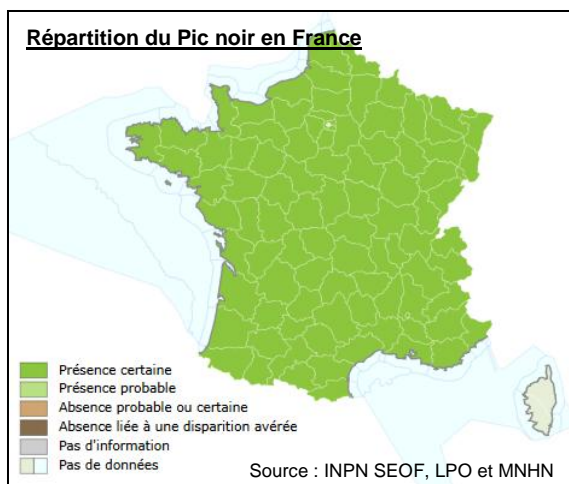 Répartition du Pic noir en France
Présence certaine
Présence probable
Absence probable ou certaine
Absence liée à une disparition avérée
Pas d'information
Pas de données
Source : INPN SEOF, LPO et MNHN